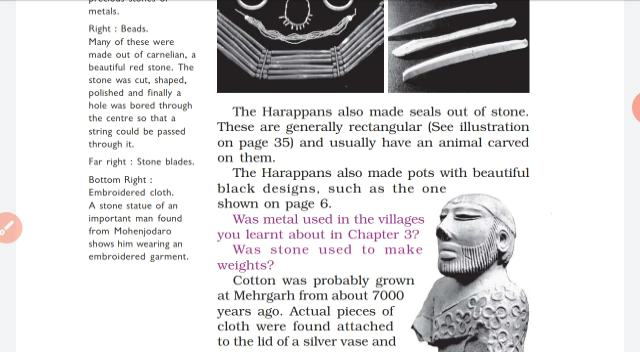 metals.
Right : Beads.
Many of these were
made out of carnelian, a
beautiful red stone. The
stone was cut, shaped,
polished and finally a
hole was bored through
the centre so that a
string could be passed
through it.
Far right : Stone blades.
Bottom Right :
Embroidered cloth.
A stone statue of an
important man found
from Mohenjodaro
shows him wearing an
embroidered garment.
The Harappans also made seals out of stone.
These are generally rectangular (See illustration
on page 35) and usually have an animal carved
on them.
The Harappans also made pots with beautiful
black designs, such as the one
shown on page 6.
Was metal used in the villages
you learnt about in Chapter 3?
Was stone used to make
weights?
Cotton was probably grown
at Mehrgarh from about 7000
years ago. Actual pieces of
cloth were found attached
to the lid of a silver vase and